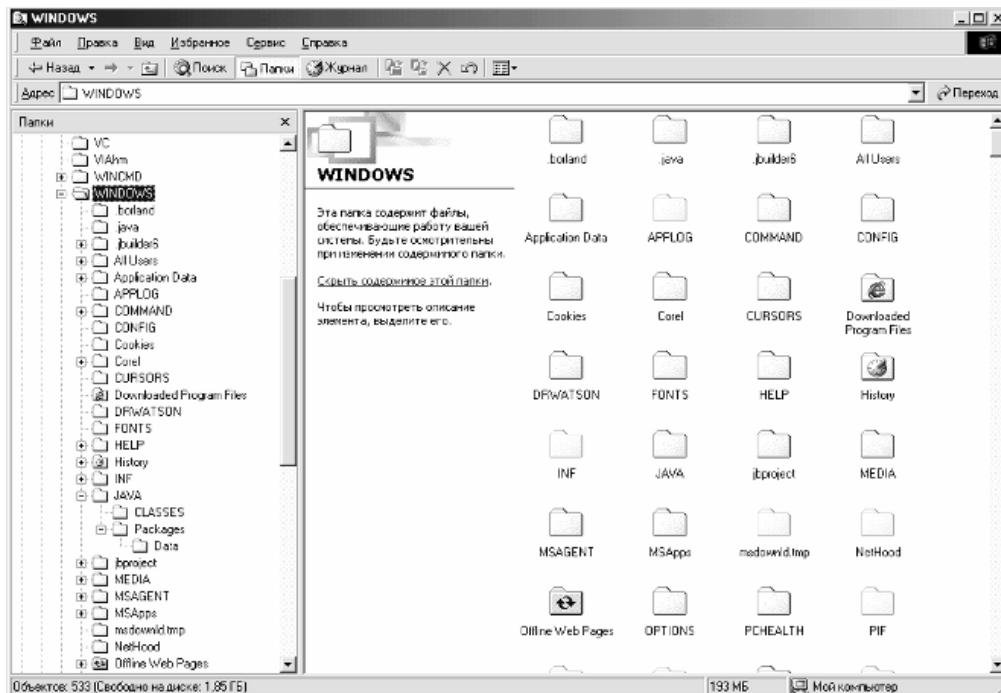 WINDOWS
Файл Правка Вид Избранное Сервис Справка
Назад Поиск Папки Журнал
Адрес WINDOWS Переход
Папки
VC
VIAhm
WINCMD
WINDOWS
.borland
.java
.jbuilder6
All Users
Application Data
APPLOG
COMMAND
CONFIG
Cookies
Corel
CURSORS
Downloaded Program Files
DRWATSON
FONTS
HELP
History
INF
JAVA
CLASSES
Packages
Data
jbproject
MEDIA
MSAGENT
MSApps
msdownld.tmp
NetHood
Offline Web Pages
WINDOWS
Эта папка содержит файлы,
обеспечивающие работу вашей
системы. Будьте осмотрительны
при изменении содержимого папки.
Скрыть содержимое этой папки.
Чтобы просмотреть описание
элемента, выделите его.
.borland .java .jbuilder6 All Users
Application Data APPLOG COMMAND CONFIG
Cookies Corel CURSORS Downloaded
Program Files
DRWATSON FONTS HELP History
INF JAVA jbproject MEDIA
MSAGENT MSApps msdownld.tmp NetHood
Offline Web Pages OPTIONS PCHEALTH PIF
Объектов: 533 (Свободно на диске: 1,85 ГБ) 193 МБ Мой компьютер